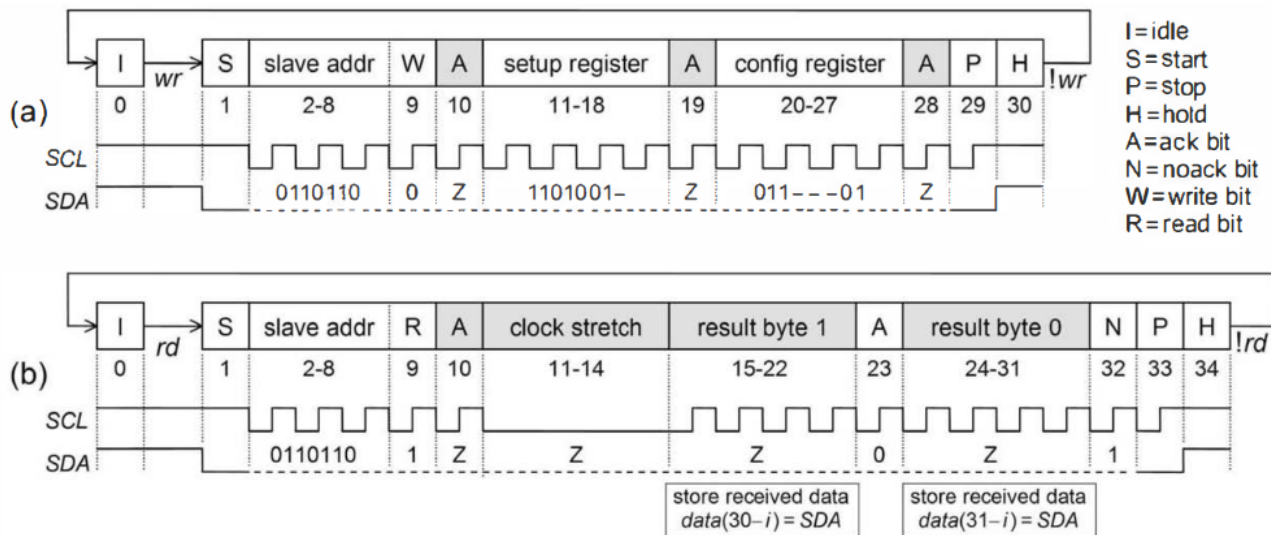 I S slave addr W A setup register A config register A P H
wr !wr
0 1 2-8 9 10 11-18 19 20-27 28 29 30
(a)
SCL
SDA 0110110 0 Z 1101001- Z 011---01 Z
I=idle
S=start
P=stop
H=hold
A=ack bit
N=noack bit
W=write bit
R=read bit
I S slave addr R A clock stretch result byte 1 A result byte 0 N P H
rd !rd
0 1 2-8 9 10 11-14 15-22 23 24-31 32 33 34
(b)
SCL
SDA 0110110 1 Z Z Z 0 Z 1
store received data
data(30-i)=SDA
store received data
data(31-i)=SDA